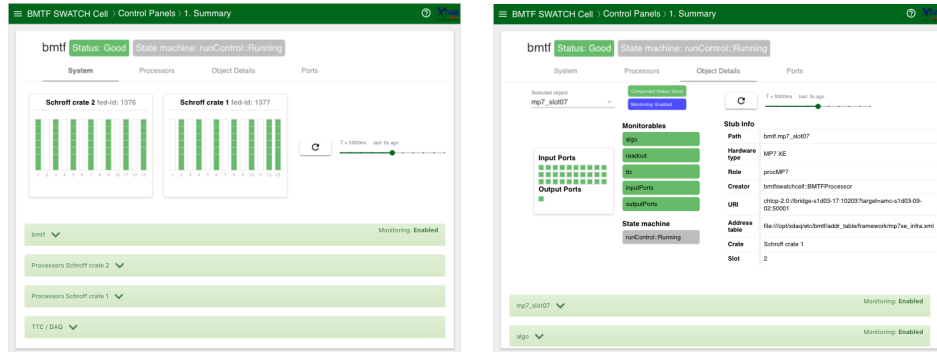 BMTF SWATCH Cell > Control Panels > 1. Summary
bmtf Status: Good State machine: runControl::Running
System Processors Object Details Ports
Schroff crate 2 fed-id: 1376
1 2 3 4 5 6 7 8 9 10 11 12 13
Schroff crate 1 fed-id: 1377
1 2 3 4 5 6 7 8 9 10 11 12 13
T = 5000ms last: 0s ago
bmtf Monitoring: Enabled
Processors Schroff crate 2
Processors Schroff crate 1
TTC / DAQ
BMTF SWATCH Cell > Control Panels > 1. Summary
bmtf Status: Good State machine: runControl::Running
System Processors Object Details Ports
Selected object
mp7_slot07
Component Status: Good
Monitoring: Enabled
T = 5000ms last: 3s ago
Input Ports
Output Ports
Monitorables
algo
readout
ttc
inputPorts
outputPorts
State machine
runControl::Running
Stub Info
Path bmtf.mp7_slot07
Hardware type MP7 XE
Role procMP7
Creator bmtfswatchcell::BMTFProcessor
URI chtcp-2.0://bridge-s1d03-17:10203?target=amc-s1d03-09-
02:50001
Address table file:///opt/xdaq/etc/bmtf/addr_table/framework/mp7xe_infra.xml
Crate Schroff crate 1
Slot 2
mp7_slot07 Monitoring: Enabled
algo Monitoring: Enabled